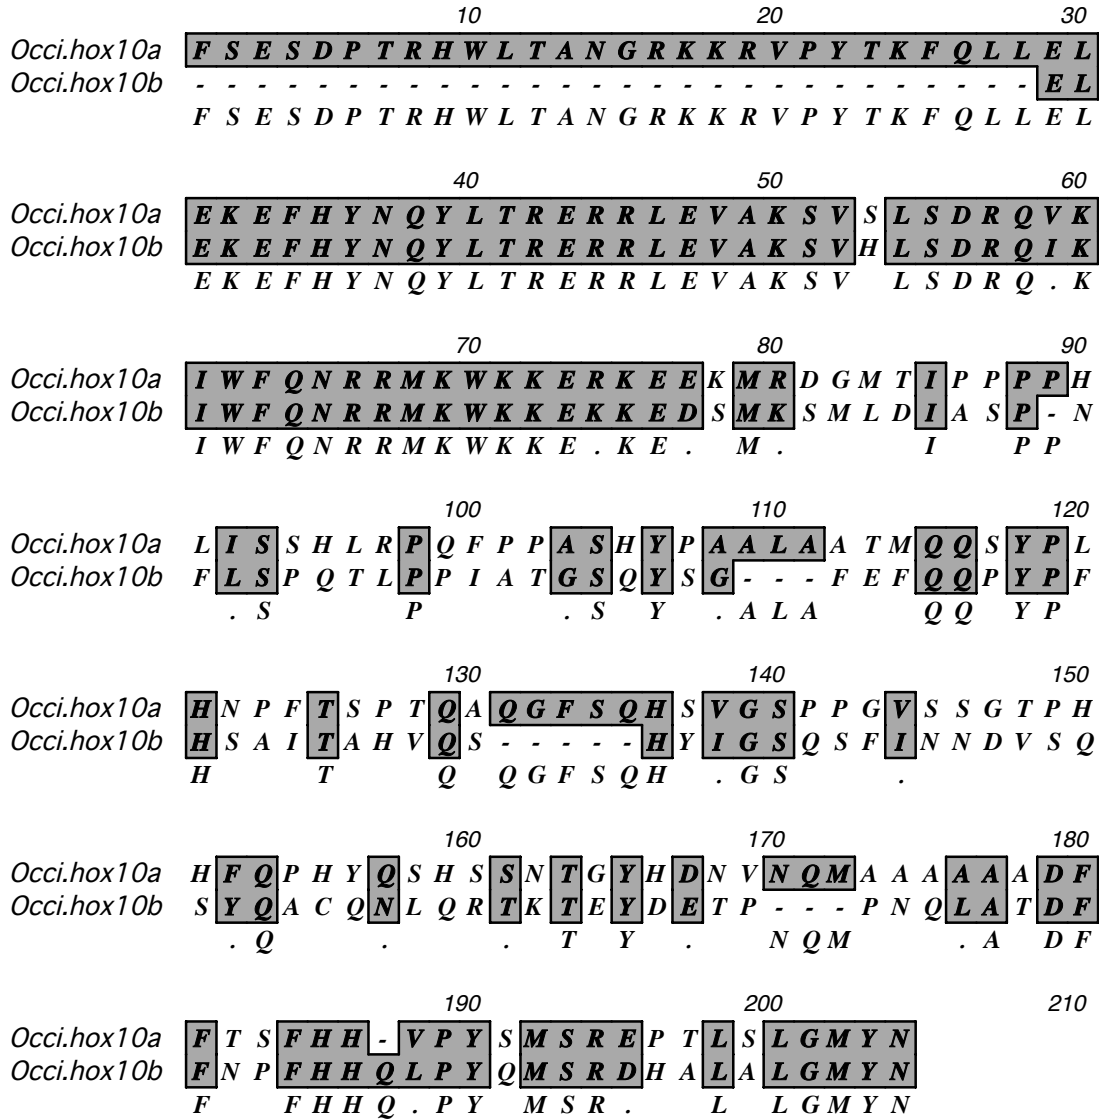 10 20 30
Occi.hox10a F S E S D P T R H W L T A N G R K K R V P Y T K F Q L L E L
Occi.hox10b - - - - - - - - - - - - - - - - - - - - - - - - - - - - E L
F S E S D P T R H W L T A N G R K K R V P Y T K F Q L L E L
40 50 60
Occi.hox10a E K E F H Y N Q Y L T R E R R L E V A K S V S L S D R Q V K
Occi.hox10b E K E F H Y N Q Y L T R E R R L E V A K S V H L S D R Q I K
E K E F H Y N Q Y L T R E R R L E V A K S V L S D R Q . K
70 80 90
Occi.hox10a I W F Q N R R M K W K K E R K E E K M R D G M T I P P P P H
Occi.hox10b I W F Q N R R M K W K K E K K E D S M K S M L D I A S P - N
I W F Q N R R M K W K K E . K E . M . I P P
100 110 120
Occi.hox10a L I S S H L R P Q F P P A S H Y P A A L A A T M Q Q S Y P L
Occi.hox10b F L S P Q T L P P I A T G S Q Y S G - - - F E F Q Q P Y P F
. S P . S Y . A L A Q Q Y P
130 140 150
Occi.hox10a H N P F T S P T Q A Q G F S Q H S V G S P P G V S S G T P H
Occi.hox10b H S A I T A H V Q S - - - - - H Y I G S Q S F I N N D V S Q
H T Q Q G F S Q H . G S .
160 170 180
Occi.hox10a H F Q P H Y Q S H S S N T G Y H D N V N Q M A A A A A A D F
Occi.hox10b S Y Q A C Q N L Q R T K T E Y D E T P - - - P N Q L A T D F
. Q . . T Y . N Q M . A D F
190 200 210
Occi.hox10a F T S F H H - V P Y S M S R E P T L S L G M Y N
Occi.hox10b F N P F H H Q L P Y Q M S R D H A L A L G M Y N
F F H H Q . P Y M S R . L L G M Y N